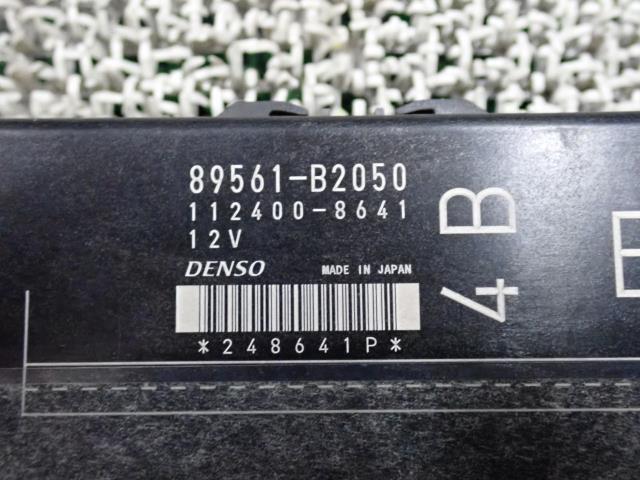 89561-B2050
112400-8641
12V
DENSO MADE IN JAPAN
*248641P*
4B